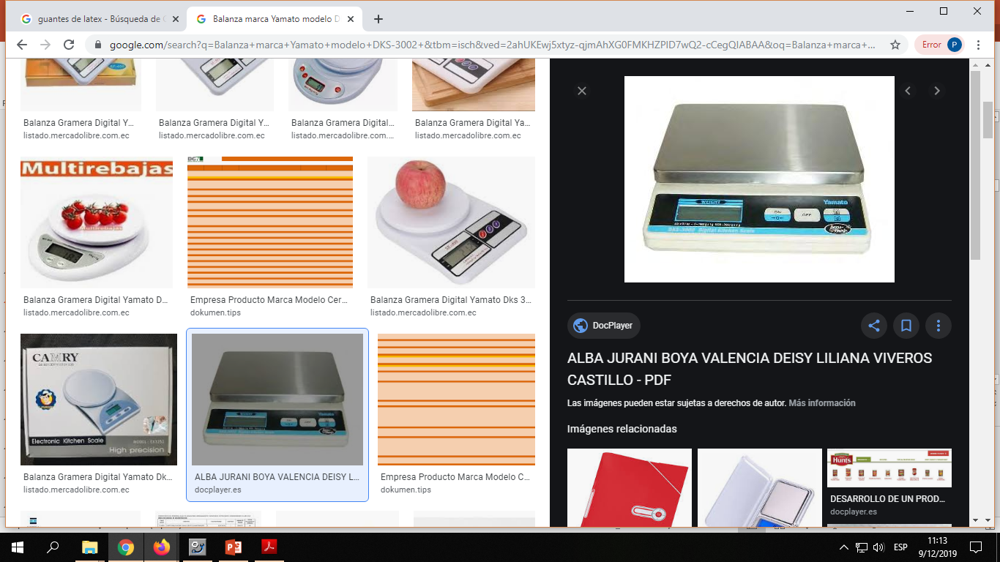 guantes de latex - Búsqueda de G
Balanza marca Yamato modelo D
google.com/search?q=Balanza+marca+Yamato+modelo+DKS-3002+&tbm=isch&ved=2ahUKEwj5xtyz-qjmAhXG0FMKHZPID7wQ2-cCegQIABAA&oq=Balanza+marca+...
Error
P
Balanza Gramera Digital Y...
listado.mercadolibre.com.ec
Balanza Gramera Digital Y...
listado.mercadolibre.com.ec
Balanza Gramera Digital...
listado.mercadolibre.com....
Balanza Gramera Digital Ya...
listado.mercadolibre.com.ec
Multirebajas
Multirebajas
DGN
Balanza Gramera Digital Yamato D...
listado.mercadolibre.com.ec
Empresa Producto Marca Modelo Cer...
dokumen.tips
Balanza Gramera Digital Yamato Dks 3...
listado.mercadolibre.com.ec
CAMRY
Electronic Kitchen Scale
High precision
Yamato
Balanza Gramera Digital Yamato Dk...
listado.mercadolibre.com.ec
ALBA JURANI BOYA VALENCIA DEISY L...
docplayer.es
Empresa Producto Marca Modelo C...
dokumen.tips
WEIGHT
Yamato
ON
OFF
DKS-3002 Digital Kitchen Scale
DocPlayer
ALBA JURANI BOYA VALENCIA DEISY LILIANA VIVEROS
CASTILLO - PDF
Las imágenes pueden estar sujetas a derechos de autor. Más información
Imágenes relacionadas
Hunt's
DESARROLLO DE UN PROD...
docplayer.es
ESP
11:13
9/12/2019